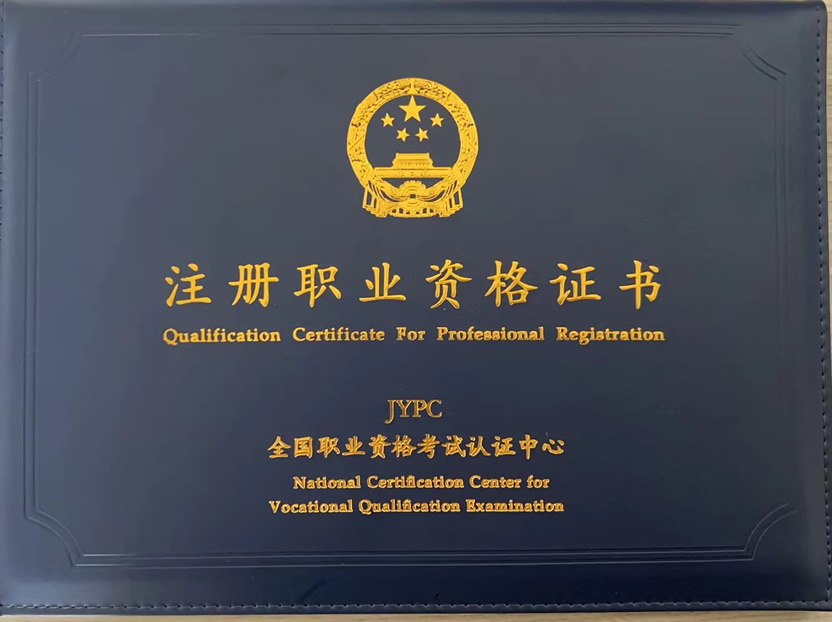 注册职业资格证书
Qualification Certificate For Professional Registration
JYPC
全国职业资格考试认证中心
National Certification Center for
Vocational Qualification Examination